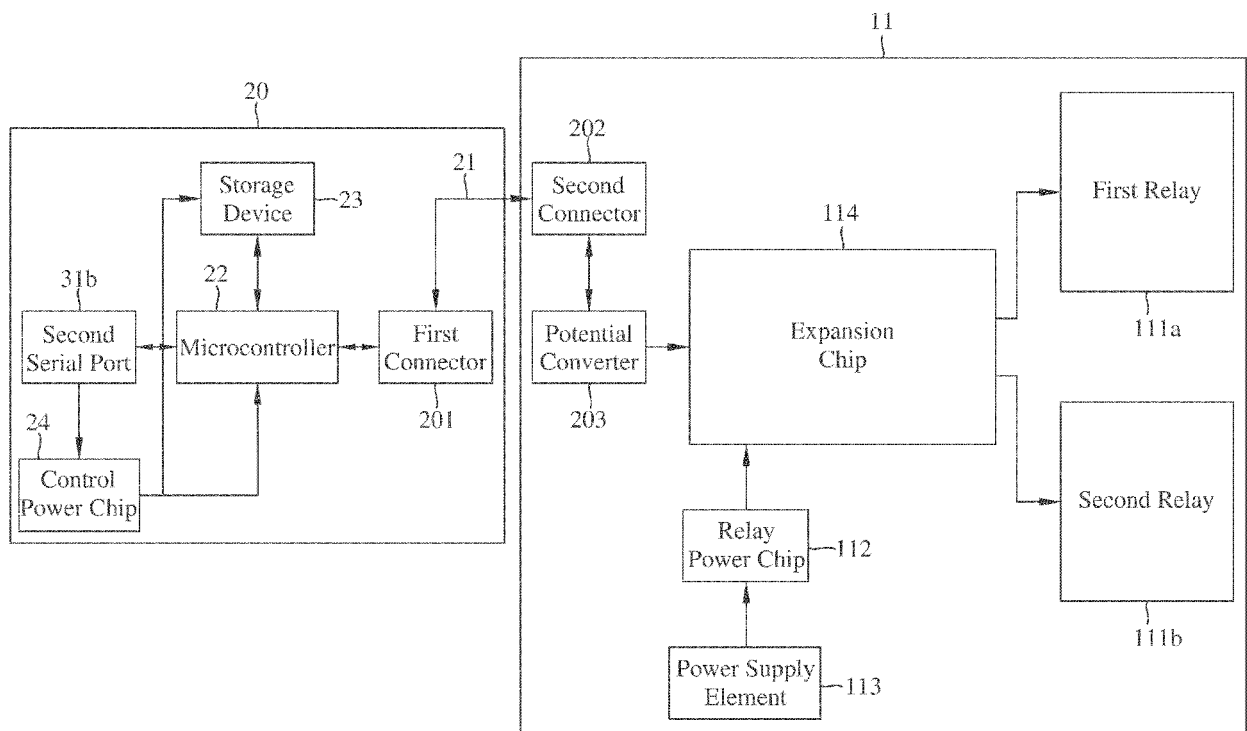 11
20
202
21
Storage
Device
23
Second
Connector
First Relay
114
31b
22
111a
Second
Serial Port
Microcontroller
First
Connector
Potential
Converter
Expansion
Chip
24
201
203
Control
Power Chip
Second Relay
Relay
Power Chip
112
111b
Power Supply
Element
113